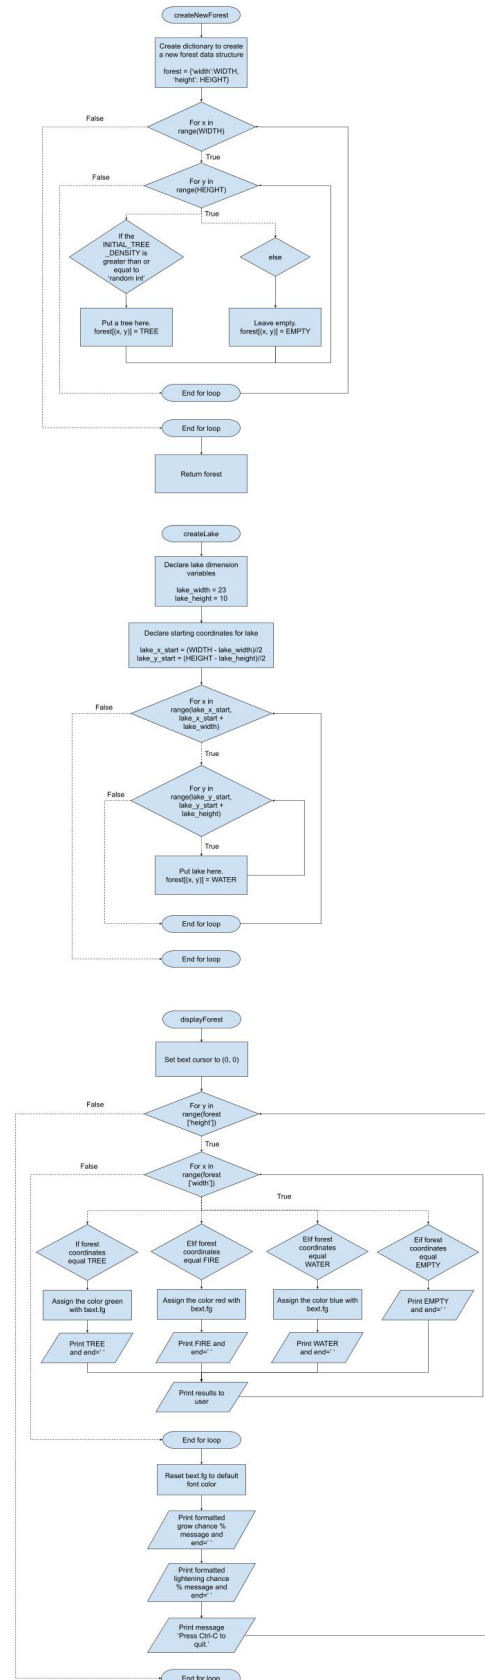 createNewForest
Create dictionary to create
a new forest data structure
forest = {'width':WIDTH,
'height': HEIGHT}
False
For x in
range(WIDTH)
True
False
For y in
range(HEIGHT)
True
If the
INITIAL_TREE
_DENSITY is
greater than or
equal to
'random int'
else
Put a tree here.
forest[(x, y)] = TREE
Leave empty.
forest[(x, y)] = EMPTY
End for loop
End for loop
Return forest
createLake
Declare lake dimension
variables
lake_width = 23
lake_height = 10
Declare starting coordinates for lake
lake_x_start = (WIDTH - lake_width)//2
lake_y_start = (HEIGHT - lake_height)//2
False
For x in
range(lake_x_start,
lake_x_start +
lake_width)
True
False
For y in
range(lake_y_start,
lake_y_start +
lake_height)
True
Put lake here.
forest[(x, y)] = WATER
End for loop
End for loop
displayForest
Set bext cursor to (0, 0)
False
For y in
range(forest
['height'])
True
False
For x in
range(forest
['width'])
True
If forest
coordinates
equal TREE
Elif forest
coordinates
equal FIRE
Elif forest
coordinates
equal
WATER
Eif forest
coordinates
equal
EMPTY
Assign the color green
with bext.fg
Assign the color red with
bext.fg
Assign the color blue with
bext.fg
Print EMPTY
and end=' '
Print TREE
and end=' '
Print FIRE and
end=' '
Print WATER
and end=' '
Print results to
user
End for loop
Reset bext.fg to default
font color
Print formatted
grow chance %
message and
end=' '
Print formatted
lightening chance
% message and
end=' '
Print message
'Press Ctrl-C to
quit.'
End for loop